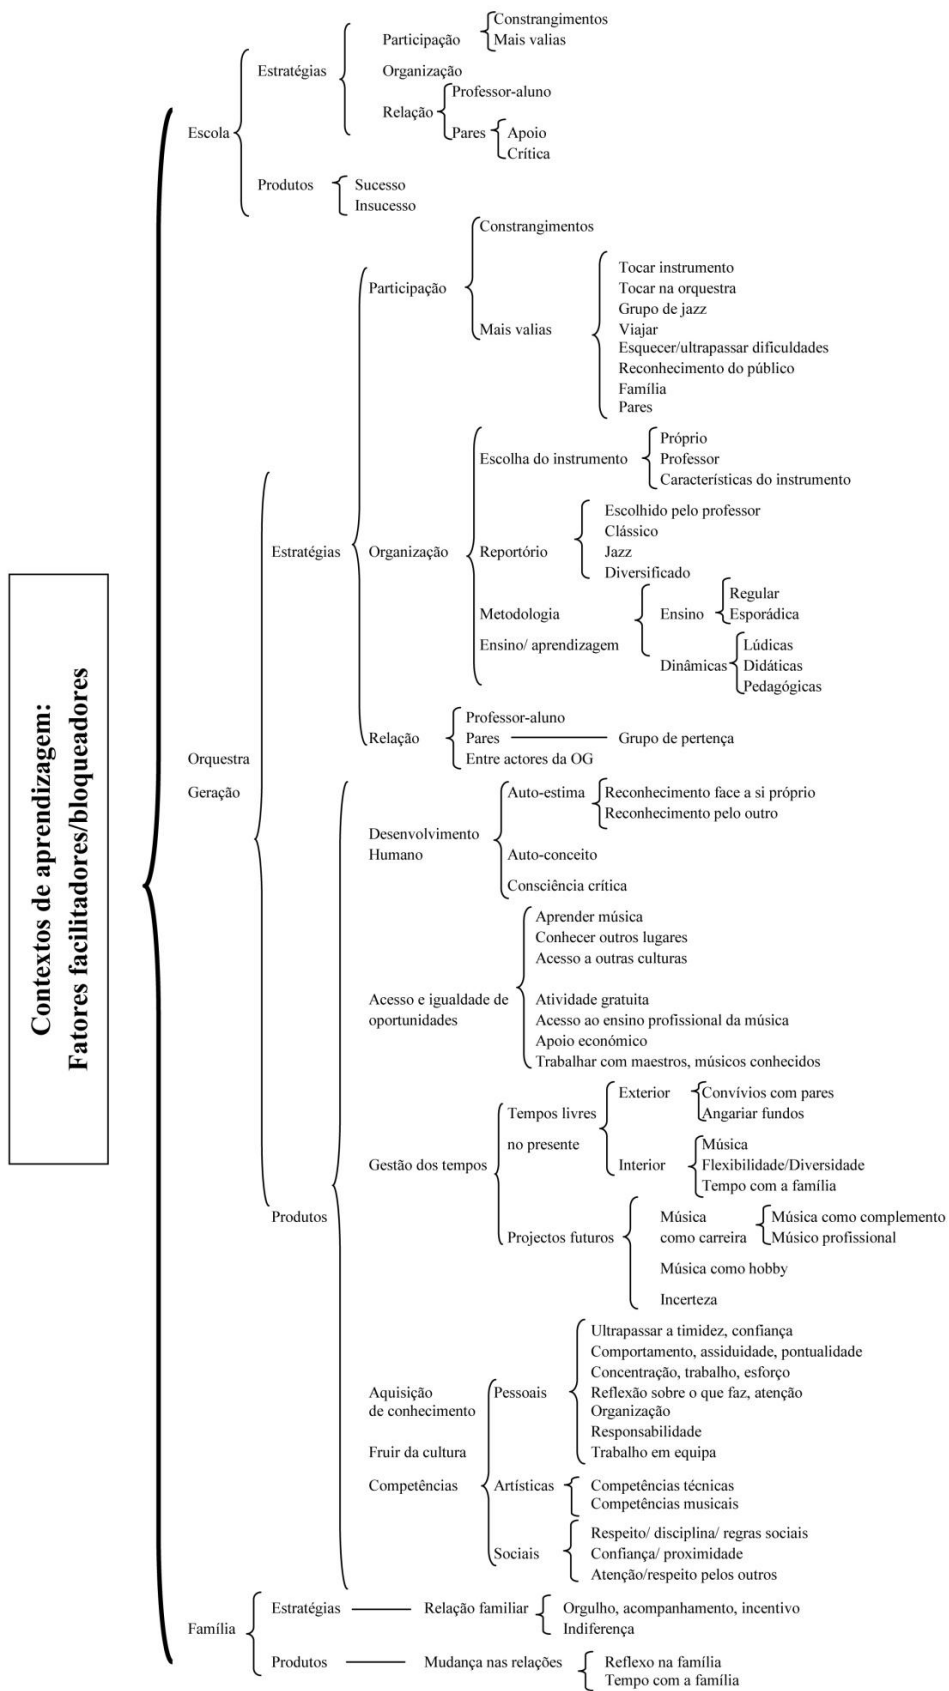 Contextos de aprendizagem:
Fatores facilitadores/bloqueadores
Escola
Estratégias
Participação
Constrangimentos
Mais valias
Organização
Relação
Professor-aluno
Pares
Apoio
Crítica
Produtos
Sucesso
Insucesso
Orquestra
Geração
Estratégias
Participação
Constrangimentos
Mais valias
Tocar instrumento
Tocar na orquestra
Grupo de jazz
Viajar
Esquecer/ultrapassar dificuldades
Reconhecimento do público
Família
Pares
Organização
Escolha do instrumento
Próprio
Professor
Características do instrumento
Reportório
Escolhido pelo professor
Clássico
Jazz
Diversificado
Metodologia
Ensino/ aprendizagem
Ensino
Regular
Esporádica
Dinâmicas
Lúdicas
Didáticas
Pedagógicas
Relação
Professor-aluno
Pares
Grupo de pertença
Entre actores da OG
Produtos
Desenvolvimento
Humano
Auto-estima
Reconhecimento face a si próprio
Reconhecimento pelo outro
Auto-conceito
Consciência crítica
Acesso e igualdade de
oportunidades
Aprender música
Conhecer outros lugares
Acesso a outras culturas
Atividade gratuita
Acesso ao ensino profissional da música
Apoio económico
Trabalhar com maestros, músicos conhecidos
Gestão dos tempos
Tempos livres
no presente
Exterior
Convívios com pares
Angariar fundos
Interior
Música
Flexibilidade/Diversidade
Tempo com a família
Projectos futuros
Música
como carreira
Música como complemento
Músico profissional
Música como hobby
Incerteza
Aquisição
de conhecimento
Fruir da cultura
Competências
Pessoais
Ultrapassar a timidez, confiança
Comportamento, assiduidade, pontualidade
Concentração, trabalho, esforço
Reflexão sobre o que faz, atenção
Organização
Responsabilidade
Trabalho em equipa
Artísticas
Competências técnicas
Competências musicais
Sociais
Respeito/ disciplina/ regras sociais
Confiança/ proximidade
Atenção/respeito pelos outros
Família
Estratégias
Relação familiar
Orgulho, acompanhamento, incentivo
Indiferença
Produtos
Mudança nas relações
Reflexo na família
Tempo com a família